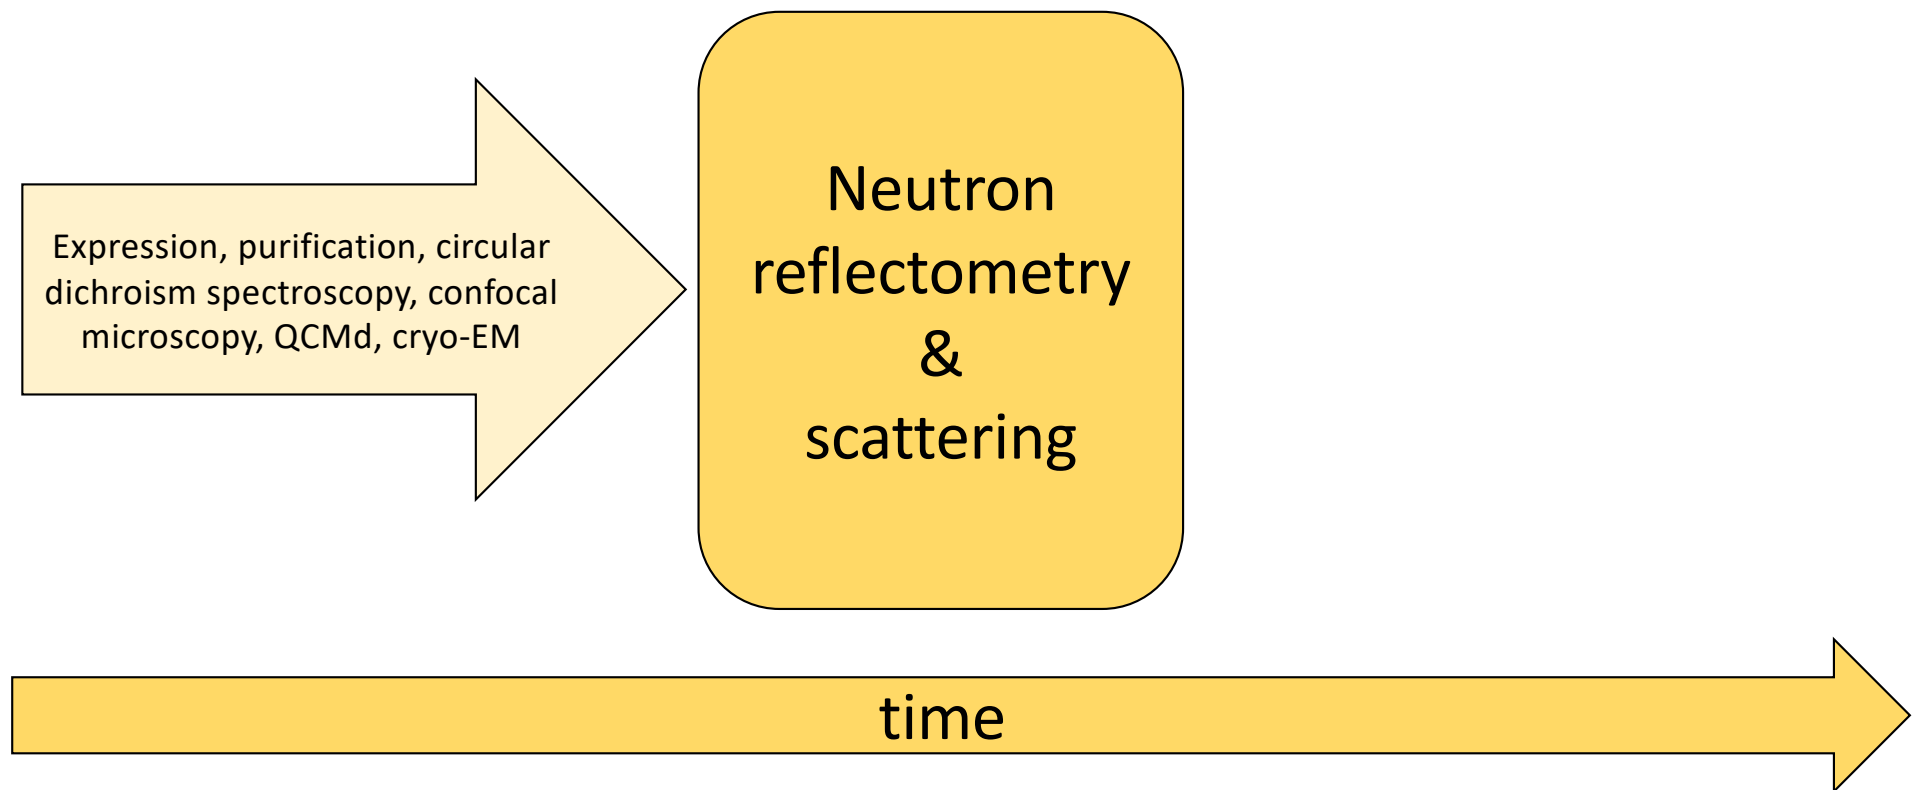 Expression, purification, circular
dichroism spectroscopy, confocal
microscopy, QCMd, cryo-EM
Neutron
reflectometry
&
scattering
time